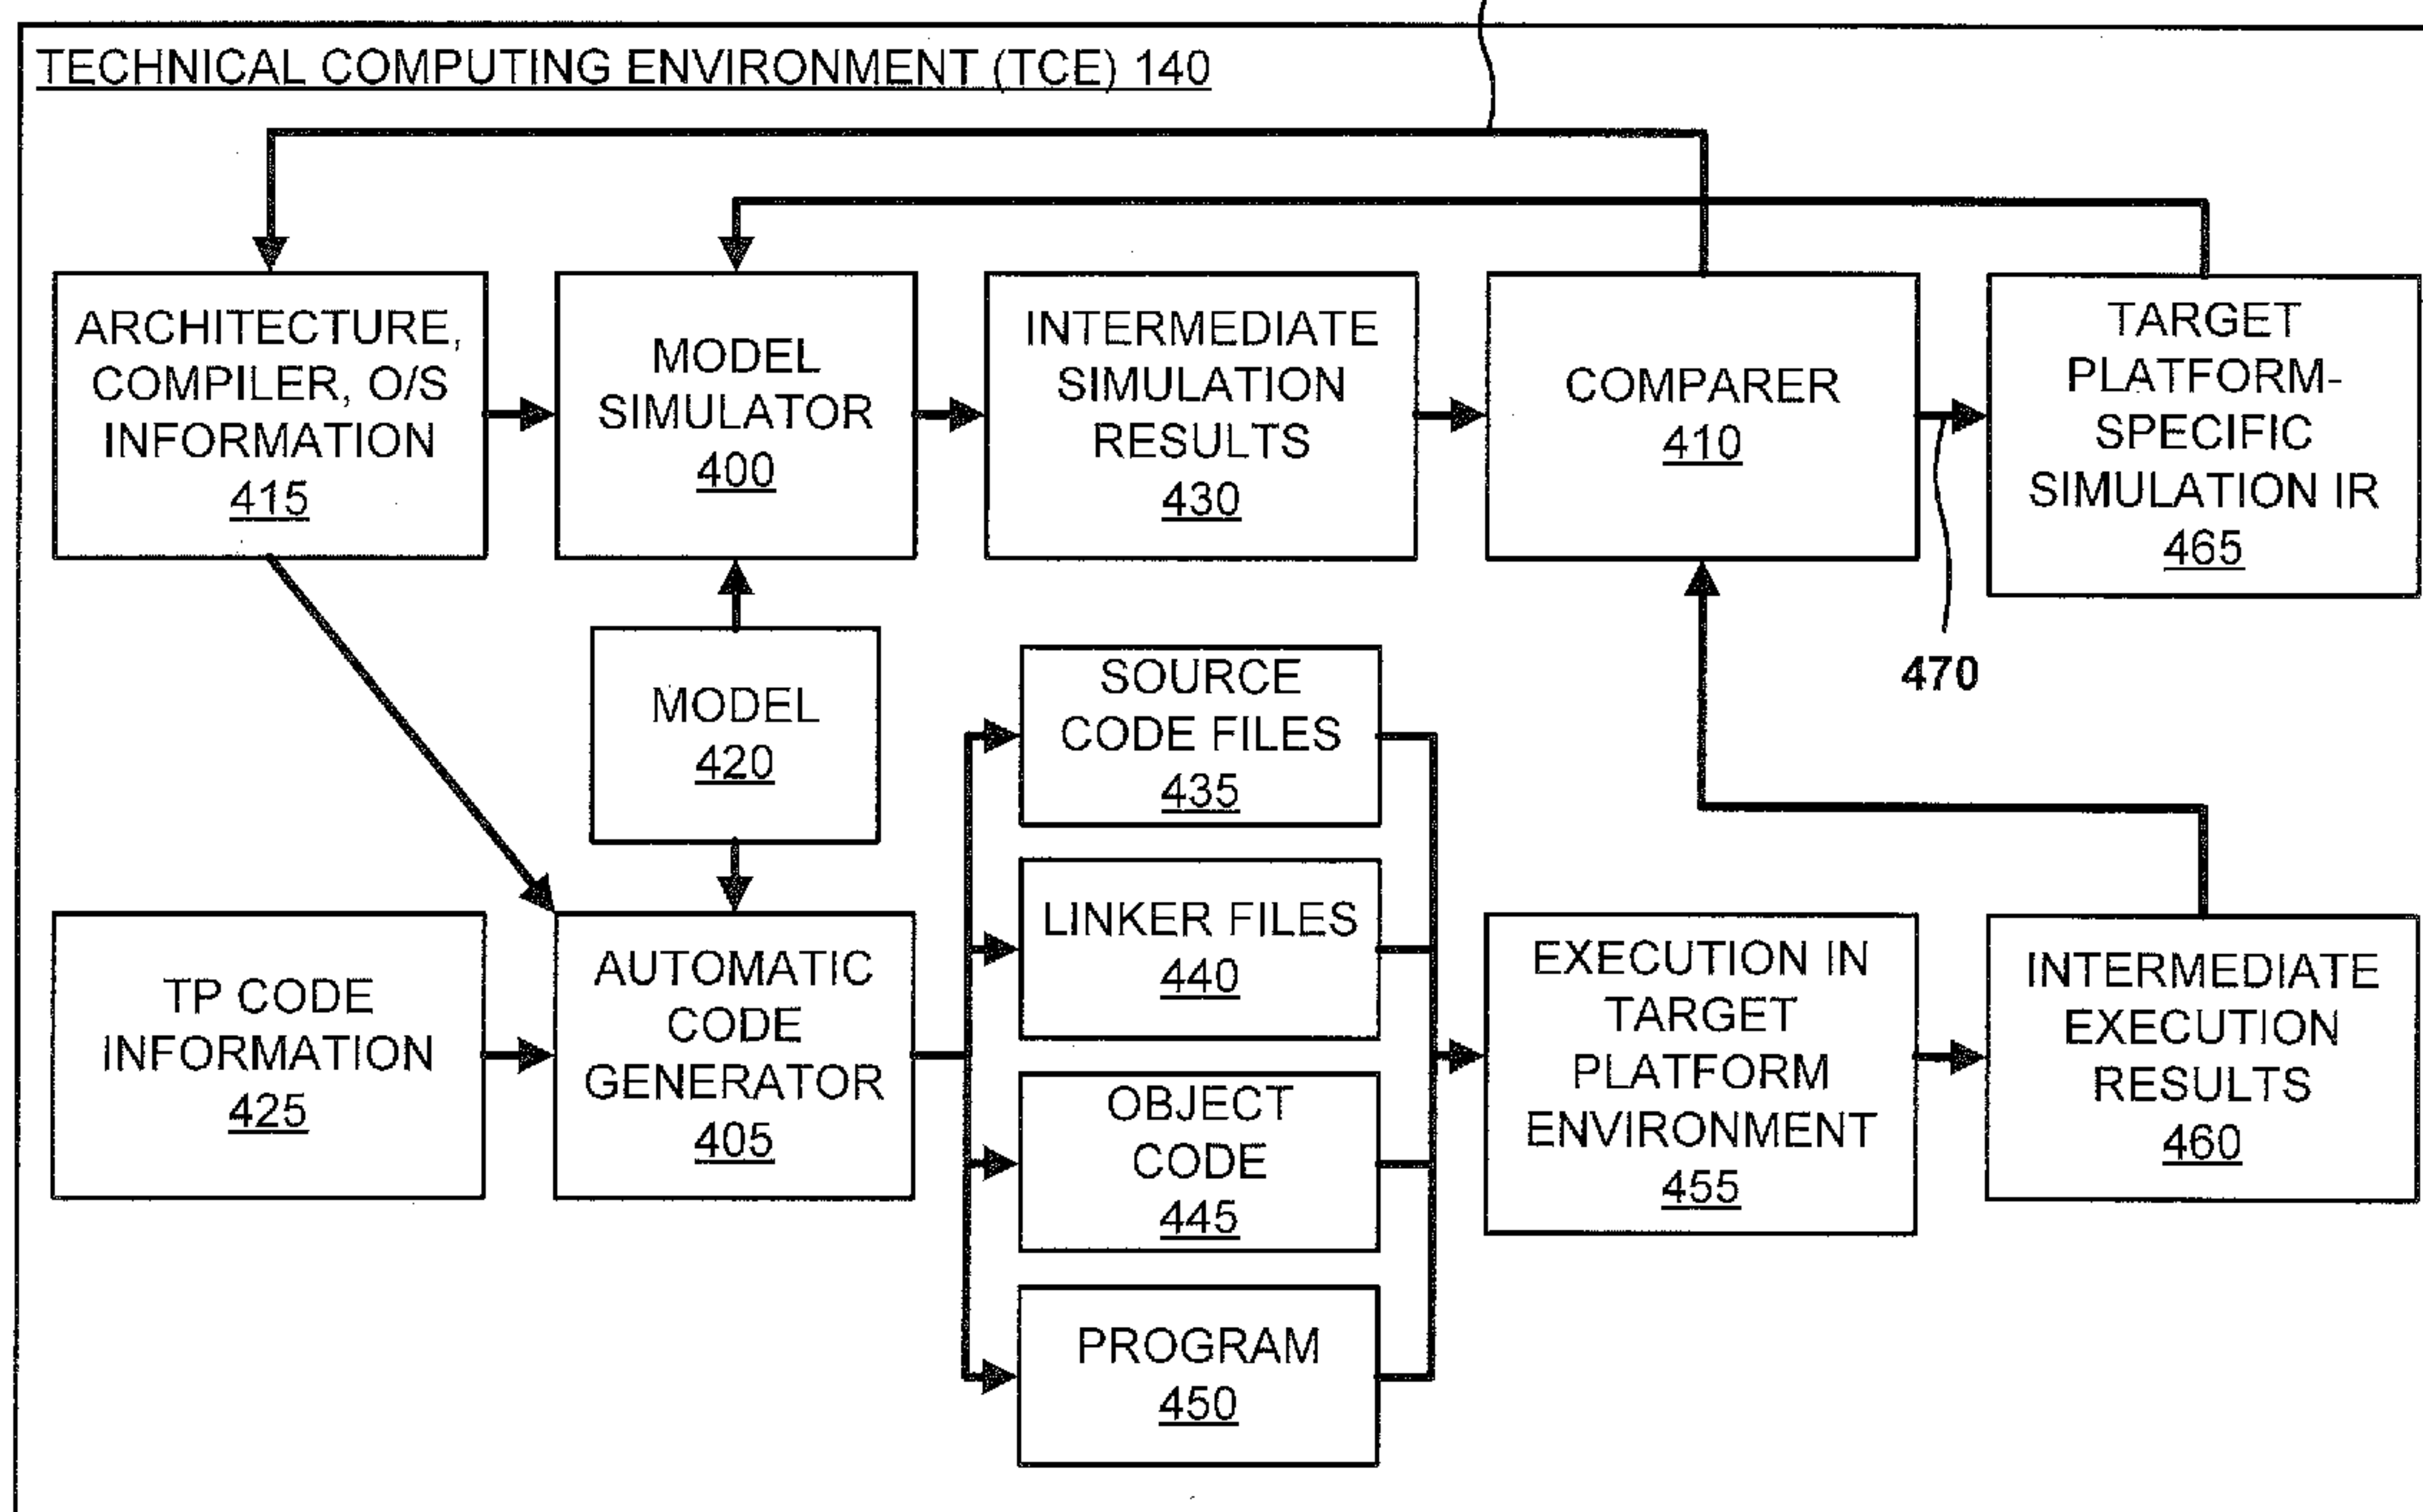 TECHNICAL COMPUTING ENVIRONMENT (TCE) 140
ARCHITECTURE,
COMPILER, O/S
INFORMATION
415
MODEL
SIMULATOR
400
INTERMEDIATE
SIMULATION
RESULTS
430
COMPARER
410
TARGET
PLATFORM-
SPECIFIC
SIMULATION IR
465
470
MODEL
420
SOURCE
CODE FILES
435
LINKER FILES
440
OBJECT
CODE
445
PROGRAM
450
TP CODE
INFORMATION
425
AUTOMATIC
CODE
GENERATOR
405
EXECUTION IN
TARGET
PLATFORM
ENVIRONMENT
455
INTERMEDIATE
EXECUTION
RESULTS
460